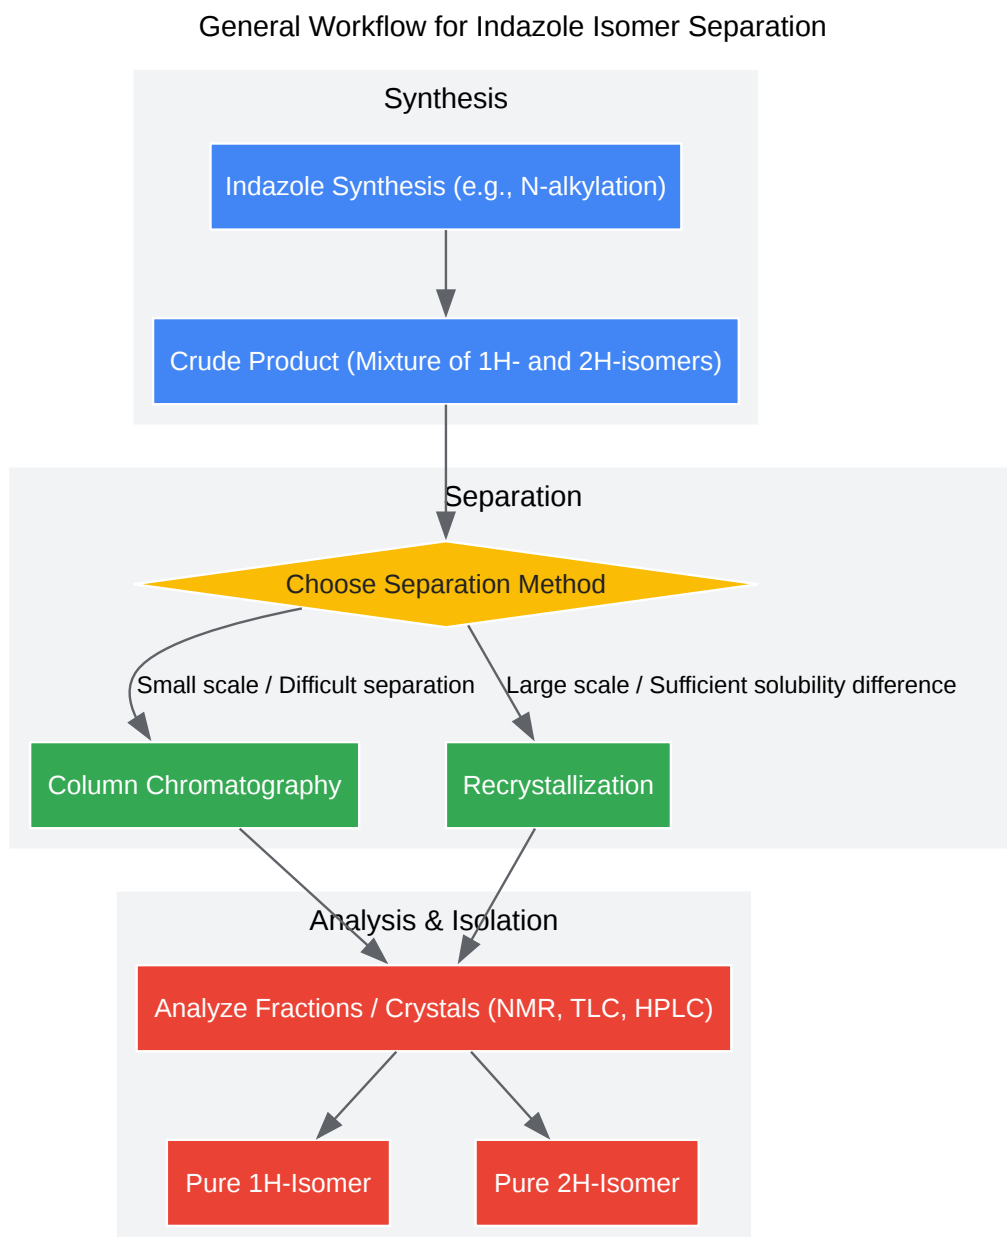 General Workflow for Indazole Isomer Separation
Synthesis
Indazole Synthesis (e.g., N-alkylation)
Crude Product (Mixture of 1H- and 2H-isomers)
Separation
Choose Separation Method
Small scale / Difficult separation
Large scale / Sufficient solubility difference
Column Chromatography
Recrystallization
Analysis & Isolation
Analyze Fractions / Crystals (NMR, TLC, HPLC)
Pure 1H-Isomer
Pure 2H-Isomer